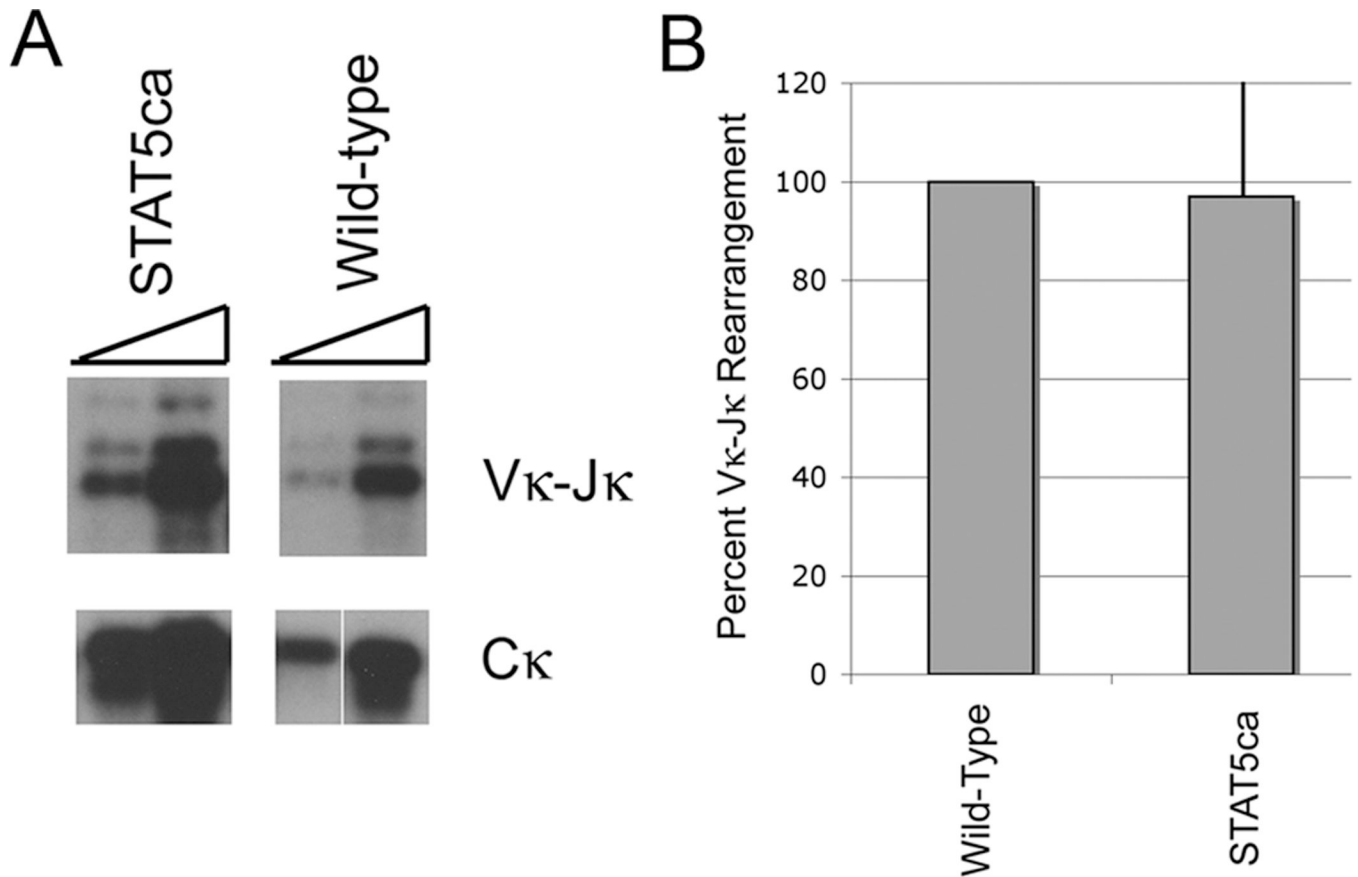 A
STAT5ca
Wild-type
Vκ-Jκ
Cκ
B
Percent Vκ-Jκ Rearrangement
120
100
80
60
40
20
0
Wild-Type
STAT5ca